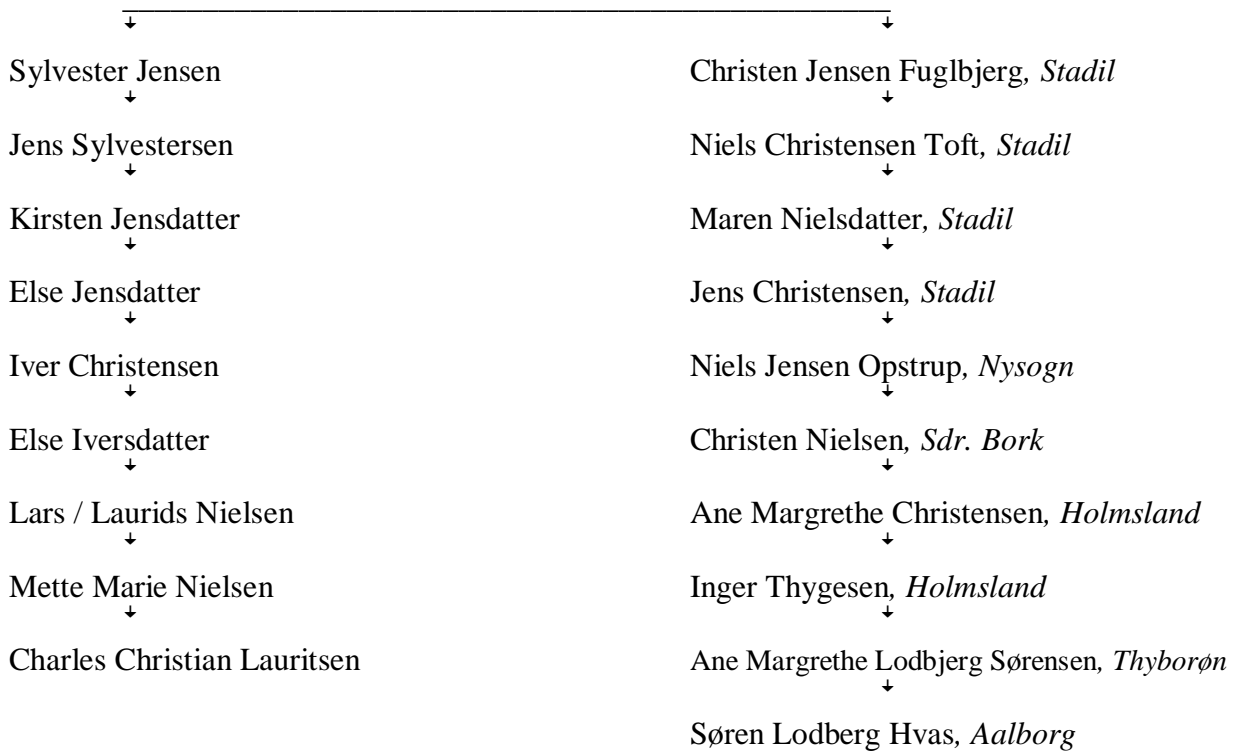 Sylvester Jensen
Christen Jensen Fuglbjerg, Stadil
Jens Sylvestersen
Niels Christensen Toft, Stadil
Kirsten Jensdatter
Maren Nielsdatter, Stadil
Else Jensdatter
Jens Christensen, Stadil
Iver Christensen
Niels Jensen Opstrup, Nysogn
Else Iversdatter
Christen Nielsen, Sdr. Bork
Lars / Laurids Nielsen
Ane Margrethe Christensen, Holmsland
Mette Marie Nielsen
Inger Thygesen, Holmsland
Charles Christian Lauritsen
Ane Margrethe Lodbjerg Sørensen, Thyborøn
Søren Lodberg Hvas, Aalborg